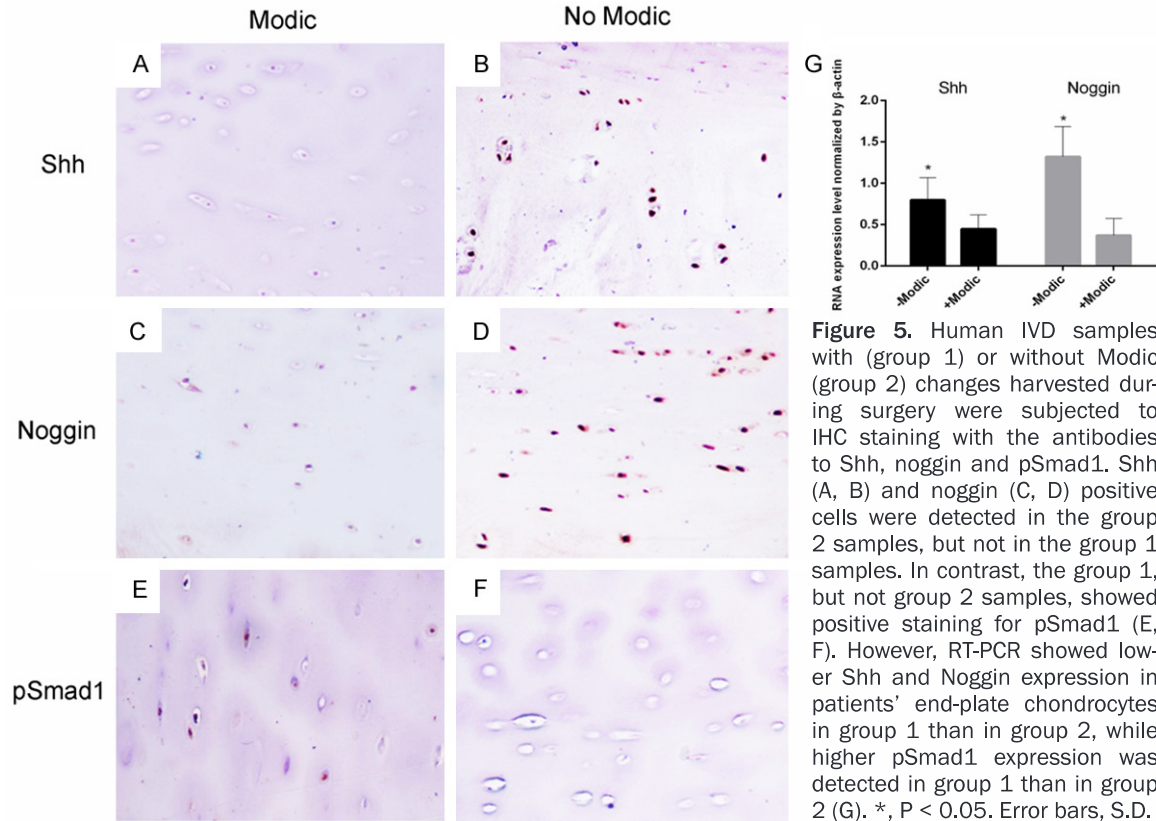 Modic
No Modic
A
B
G
Shh
C
D
Noggin
E
F
pSmad1
Shh
Noggin
RNA expression level normalized by β-actin
2.0
1.5
1.0
0.5
0.0
*
*
-Modic
+Modic
-Modic
+Modic
Figure 5. Human IVD samples
with (group 1) or without Modic
(group 2) changes harvested dur-
ing surgery were subjected to
IHC staining with the antibodies
to Shh, noggin and pSmad1. Shh
(A, B) and noggin (C, D) positive
cells were detected in the group
2 samples, but not in the group 1
samples. In contrast, the group 1,
but not group 2 samples, showed
positive staining for pSmad1 (E,
F). However, RT-PCR showed low-
er Shh and Noggin expression in
patients' end-plate chondrocytes
in group 1 than in group 2, while
higher pSmad1 expression was
detected in group 1 than in group
2 (G). *, P < 0.05. Error bars, S.D.